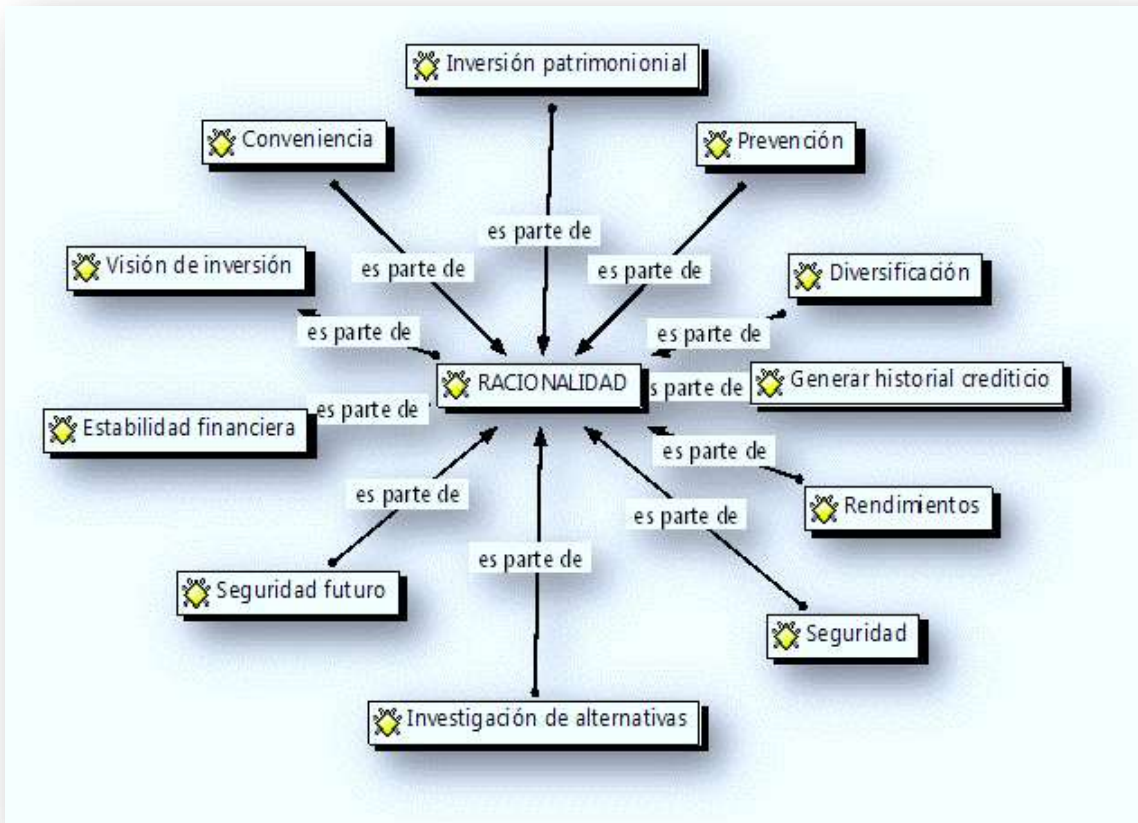 Inversión patrimonionial
Conveniencia
Prevención
es parte de
es parte de
es parte de
Visión de inversión
Diversificación
es parte de
es parte de
RACIONALIDAD
es parte de
Generar historial crediticio
Estabilidad financiera
es parte de
es parte de
es parte de
Rendimientos
es parte de
es parte de
Seguridad futuro
Seguridad
Investigación de alternativas